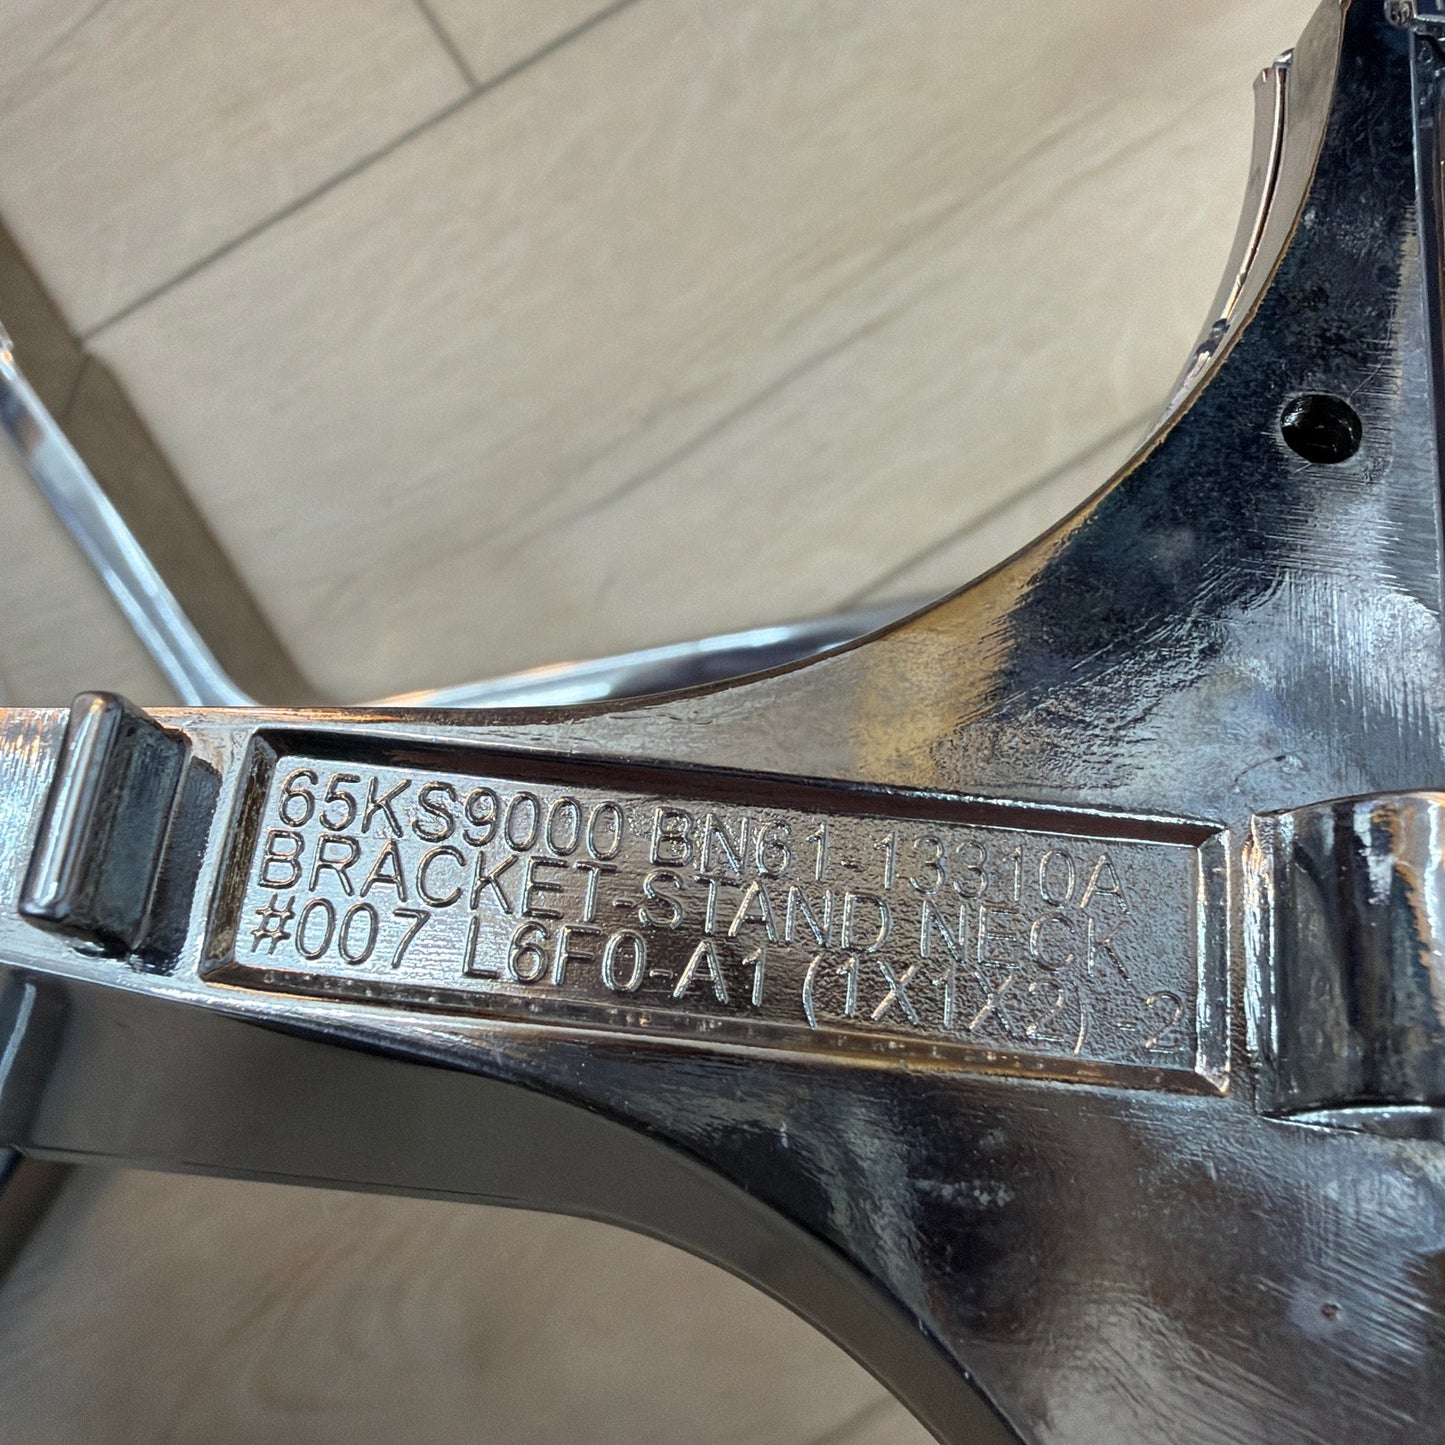 65KS9000 BN61-13310A
BRACKET-STAND NECK
#007 L6F0-A1 (1X1X2) -2